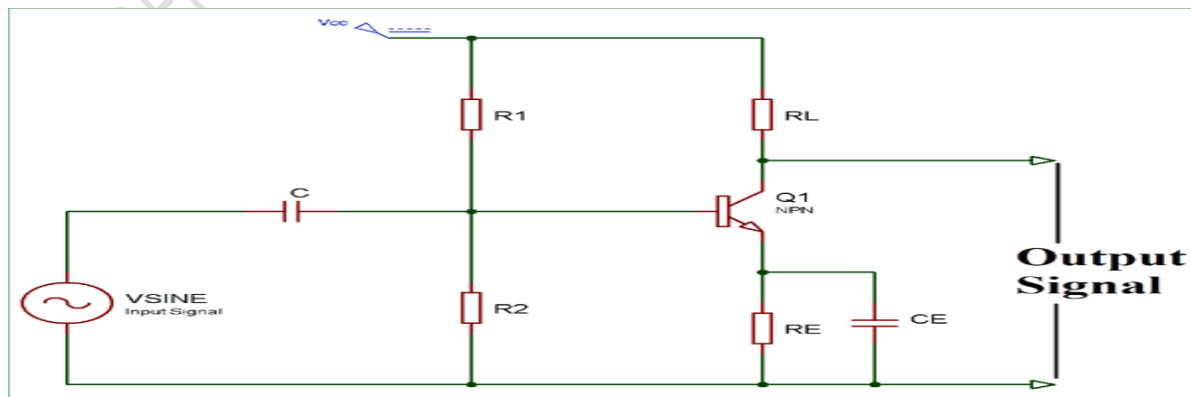 Vcc
R1
RL
C
Q1
NPN
VSINE
Input Signal
R2
RE
CE
Output
Signal